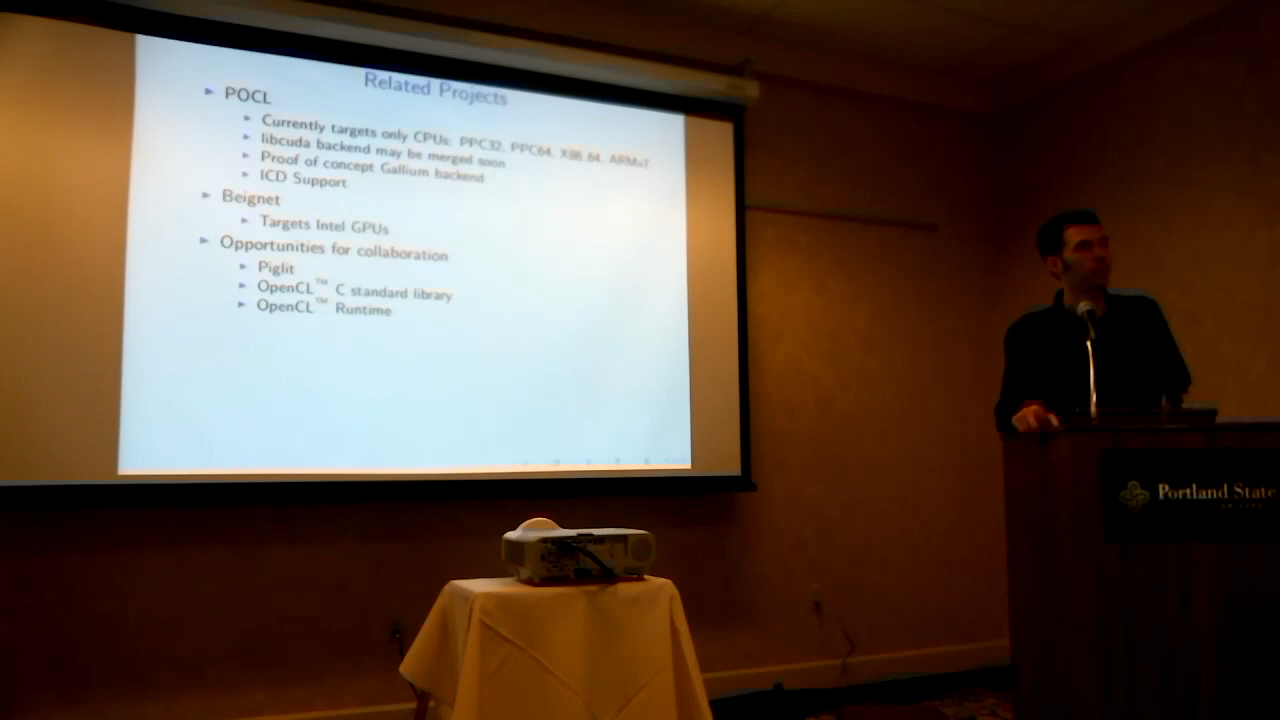 Related Projects
POCL
Currently targets only CPUs: PPC32, PPC64, X86_64, ARMv7
libcuda backend may be merged soon
Proof of concept Gallium backend
ICD Support
Beignet
Targets Intel GPUs
Opportunities for collaboration
Piglit
OpenCL™ C standard library
OpenCL™ Runtime
Portland State